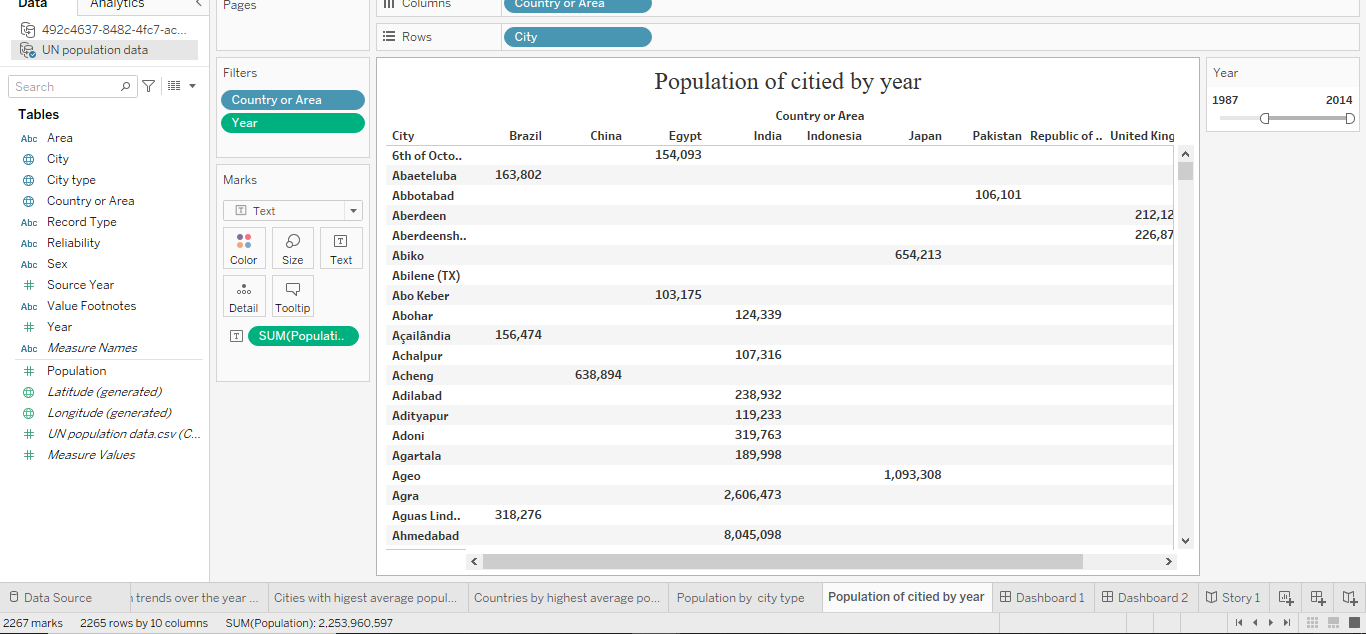 Data
Analytics
Pages
Columns
Country or Area
492c4637-8482-4fc7-ac...
UN population data
Rows
City
Search
Tables
Abc Area
City
City type
Country or Area
Abc Record Type
Abc Reliability
Abc Sex
Source Year
Abc Value Footnotes
Year
Abc Measure Names
Population
Latitude (generated)
Longitude (generated)
UN population data.csv (C...
Measure Values
Filters
Country or Area
Year
Marks
T Text
Color Size T Text
Detail Tooltip
T SUM(Populati..
Population of citied by year
Country or Area
City Brazil China Egypt India Indonesia Japan Pakistan Republic of .. United King
6th of Octo.. 154,093
Abaeteluba 163,802
Abbotabad 106,101
Aberdeen 212,12
Aberdeensh.. 226,87
Abiko 654,213
Abilene (TX)
Abo Keber 103,175
Abohar 124,339
Açailândia 156,474
Achalpur 107,316
Acheng 638,894
Adilabad 238,932
Adityapur 119,233
Adoni 319,763
Agartala 189,998
Ageo 1,093,308
Agra 2,606,473
Aguas Lind.. 318,276
Ahmedabad 8,045,098
Year
1987 2014
Data Source
trends over the year ...
Cities with higest average popul...
Countries by highest average po...
Population by city type
Population of citied by year
Dashboard 1
Dashboard 2
Story 1
2267 marks 2265 rows by 10 columns SUM(Population): 2,253,960,597